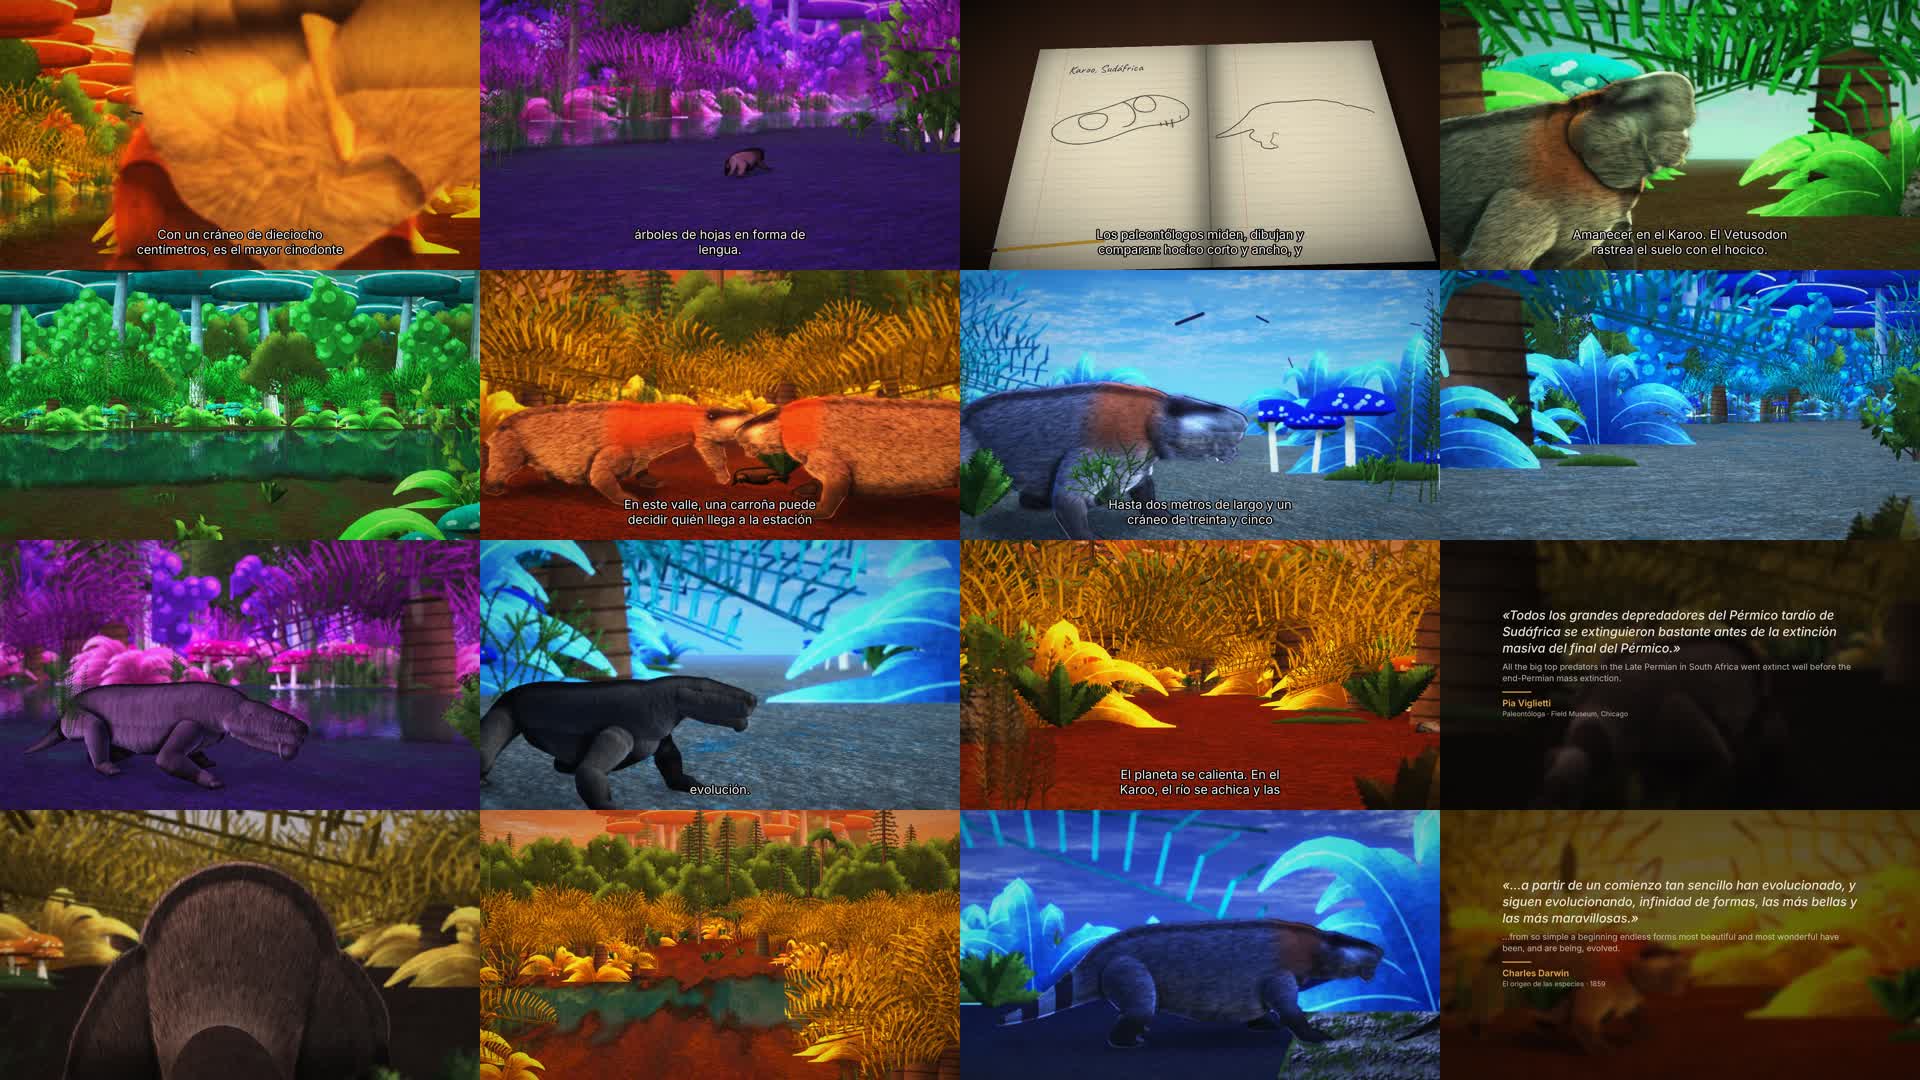 Con un cráneo de dieciocho
centímetros, es el mayor cinodonte
árboles de hojas en forma de
lengua.
Karoo, Sudáfrica
Los paleontólogos miden, dibujan y
comparan: hocico corto y ancho, y
Amanecer en el Karoo. El Vetusodon
rastrea el suelo con el hocico.
En este valle, una carroña puede
decidir quién llega a la estación
Hasta dos metros de largo y un
cráneo de treinta y cinco
evolución.
El planeta se calienta. En el
Karoo, el río se achica y las
«Todos los grandes depredadores del Pérmico tardío de
Sudáfrica se extinguieron bastante antes de la extinción
masiva del final del Pérmico.»
All the big top predators in the Late Permian in South Africa went extinct well before the
end-Permian mass extinction.
Pia Viglietti
Paleontóloga · Field Museum, Chicago
«...a partir de un comienzo tan sencillo han evolucionado, y
siguen evolucionando, infinidad de formas, las más bellas y
las más maravillosas.»
...from so simple a beginning endless forms most beautiful and most wonderful have
been, and are being, evolved.
Charles Darwin
El origen de las especies · 1859